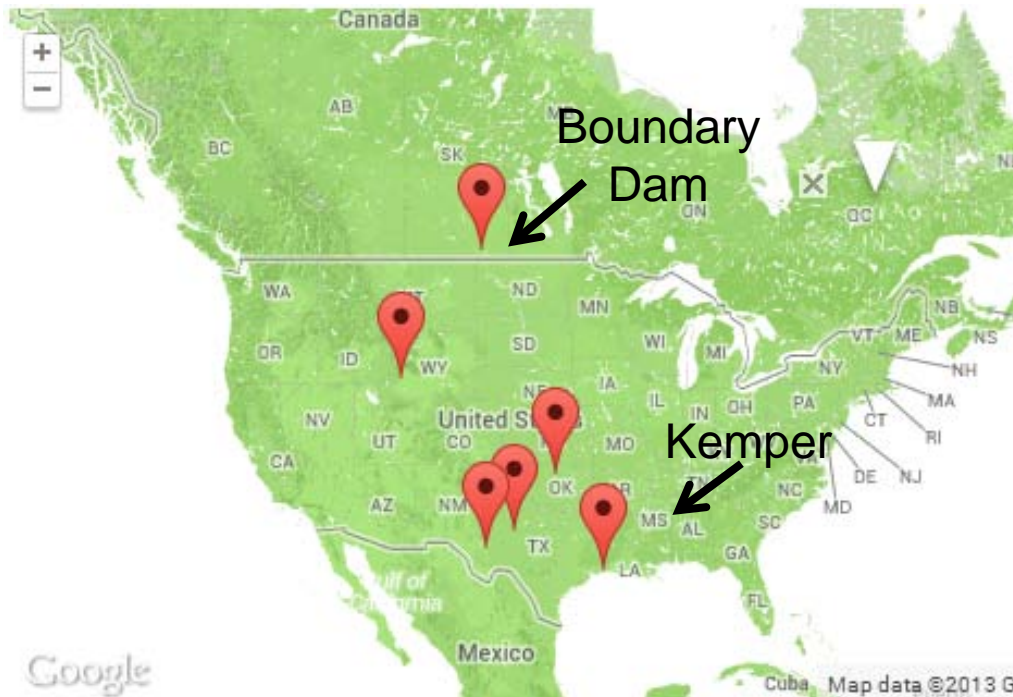 Canada
+
−
AB
BC
SK
Boundary
Dam
ON
QC
WA
ND
MN
NB
OR
ID
WY
SD
WI
MI
VT
ME
NS
NY
NH
IA
NV
UT
CO
United S
IL
IN
OH
PA
MA
CT
RI
CA
MO
Kemper
DE
NJ
AZ
NM
OK
MD
NC
TX
MS
AL
SC
GA
LA
FL
Gulf of
California
Mexico
Google
Cuba
Map data ©2013 G